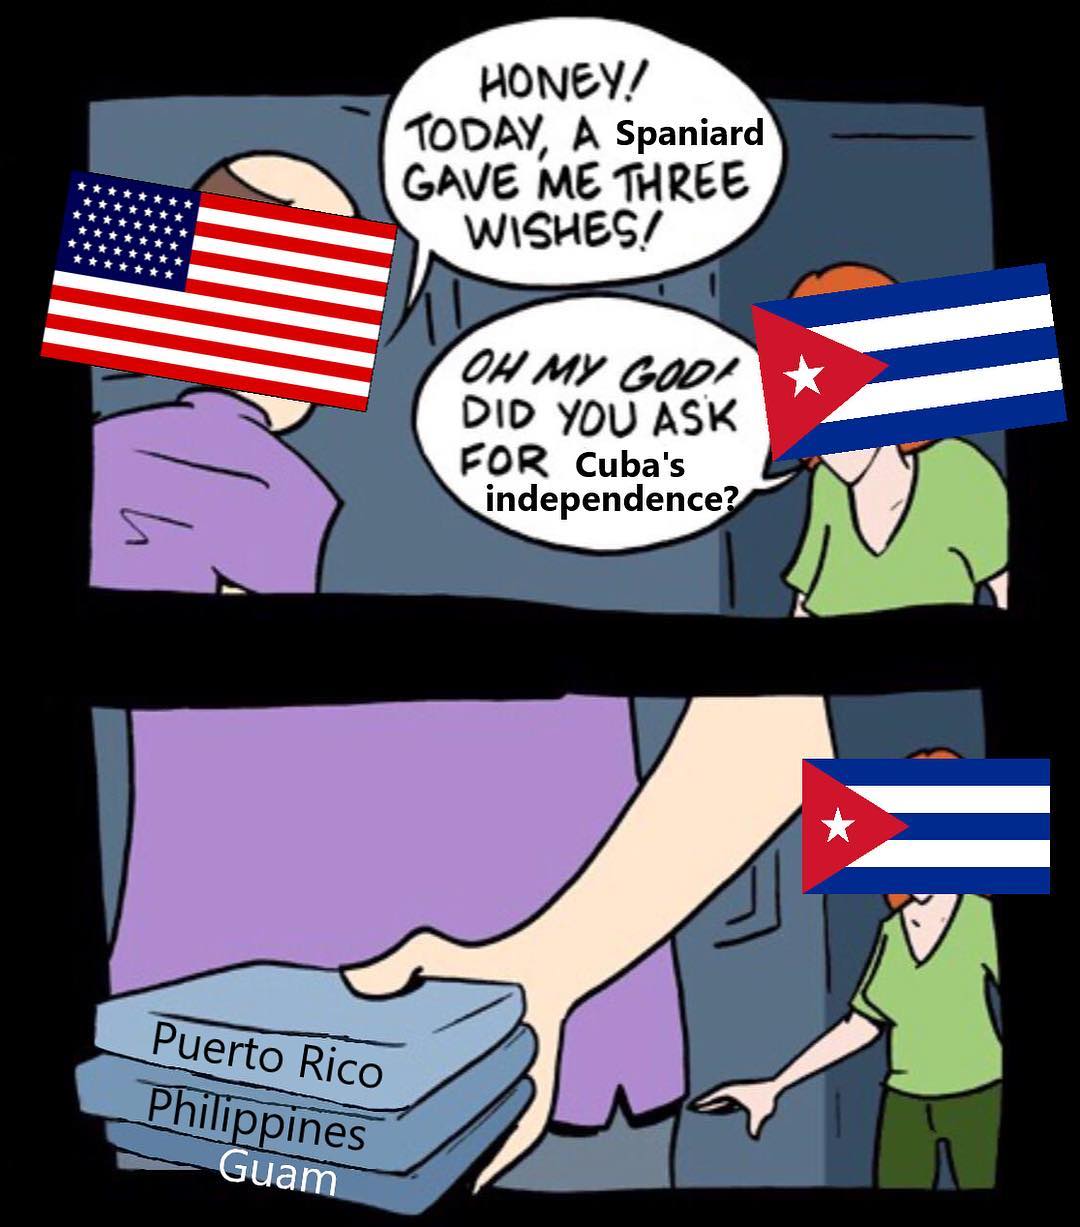 HONEY!
TODAY, A Spaniard
GAVE ME THREE
WISHES!
OH MY GOD!
DID YOU ASK
FOR Cuba's
independence?
Puerto Rico
Philippines
Guam